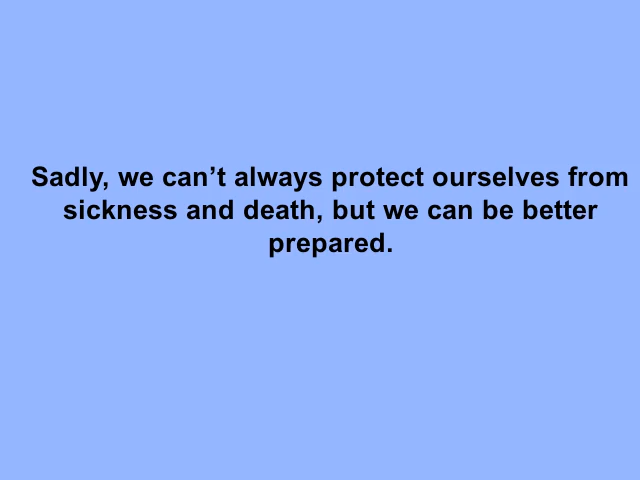 Sadly, we can’t always protect ourselves from
sickness and death, but we can be better
prepared.